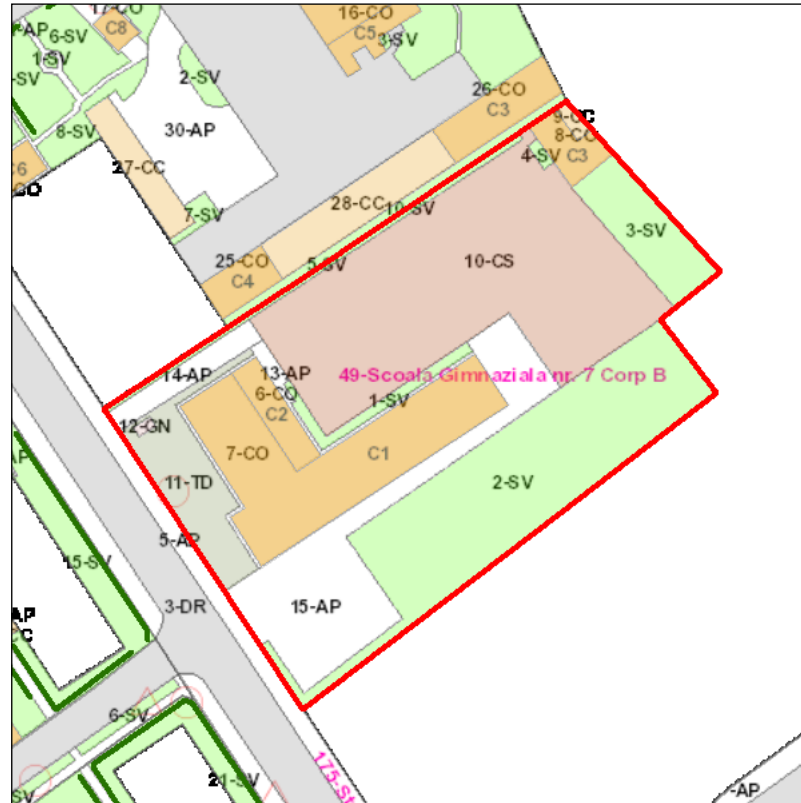 17-CO
C8
16-CO
C5
3-SV
6-SV
1-SV
2-SV
26-CO
C3
8-SV
30-AP
9-CC
8-CO
C3
4-SV
27-CC
7-SV
28-CC
10-SV
3-SV
25-CO
C4
5-SV
10-CS
14-AP
13-AP
49-Scoala Gimnaziala nr. 7 Corp B
6-CO
C2
1-SV
12-GN
7-CO
C1
11-TD
2-SV
5-AP
15-SV
3-DR
15-AP
6-SV
175-St
21-SV
-AP